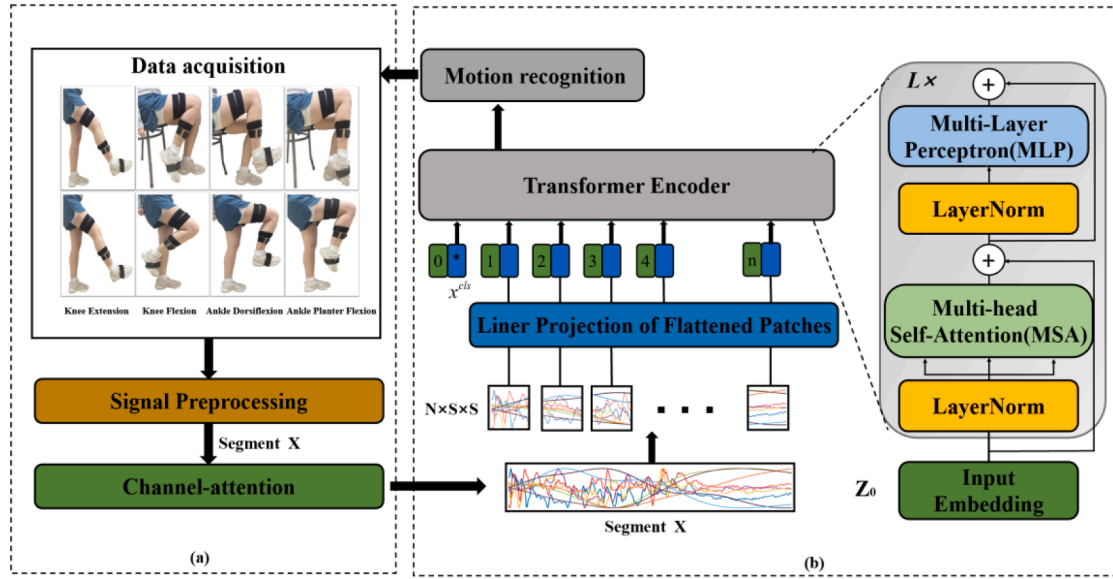 Data acquisition
Knee Extension
Knee Flexion
Ankle Dorsiflexion
Ankle Planter Flexion
Signal Preprocessing
Segment X
Channel-attention
(a)
Motion recognition
Transformer Encoder
0 *
1
2
3
4
n
x^cls
Liner Projection of Flattened Patches
N×S×S
Segment X
L×
+
Multi-Layer
Perceptron(MLP)
LayerNorm
+
Multi-head
Self-Attention(MSA)
LayerNorm
Z₀
Input
Embedding
(b)